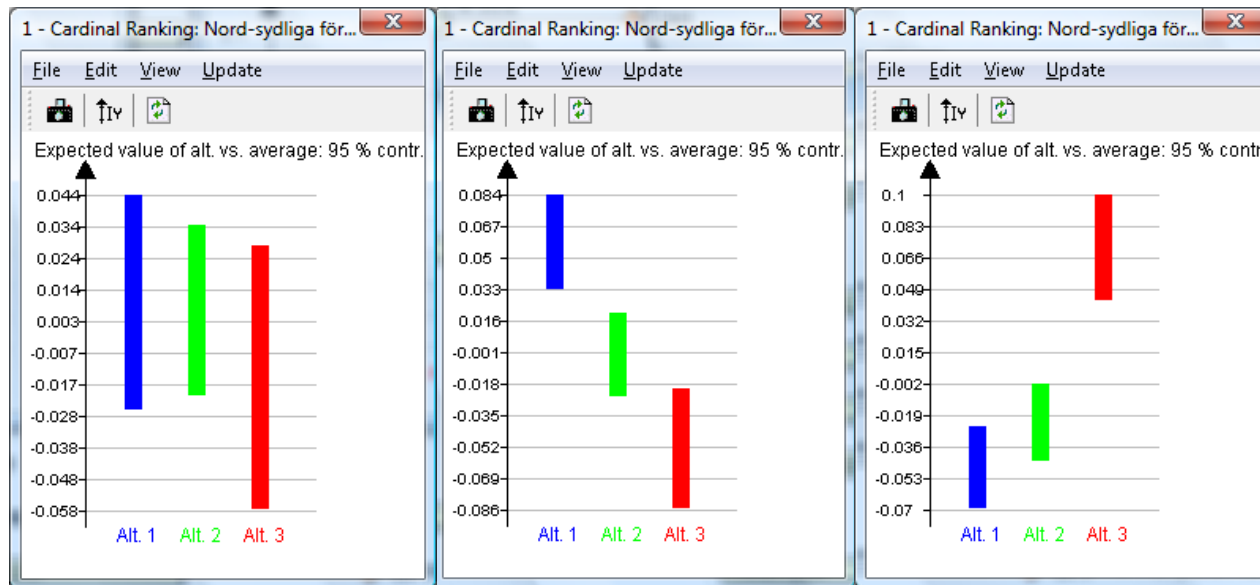 1 - Cardinal Ranking: Nord-sydliga för...
File Edit View Update
Expected value of alt. vs. average: 95 % contr.
0.044
0.034
0.024
0.014
0.003
-0.007
-0.017
-0.028
-0.038
-0.048
-0.058
Alt. 1 Alt. 2 Alt. 3
1 - Cardinal Ranking: Nord-sydliga för...
File Edit View Update
Expected value of alt. vs. average: 95 % contr.
0.084
0.067
0.05
0.033
0.016
-0.001
-0.018
-0.035
-0.052
-0.069
-0.086
Alt. 1 Alt. 2 Alt. 3
1 - Cardinal Ranking: Nord-sydliga för...
File Edit View Update
Expected value of alt. vs. average: 95 % contr
0.1
0.083
0.066
0.049
0.032
0.015
-0.002
-0.019
-0.036
-0.053
-0.07
Alt. 1 Alt. 2 Alt. 3